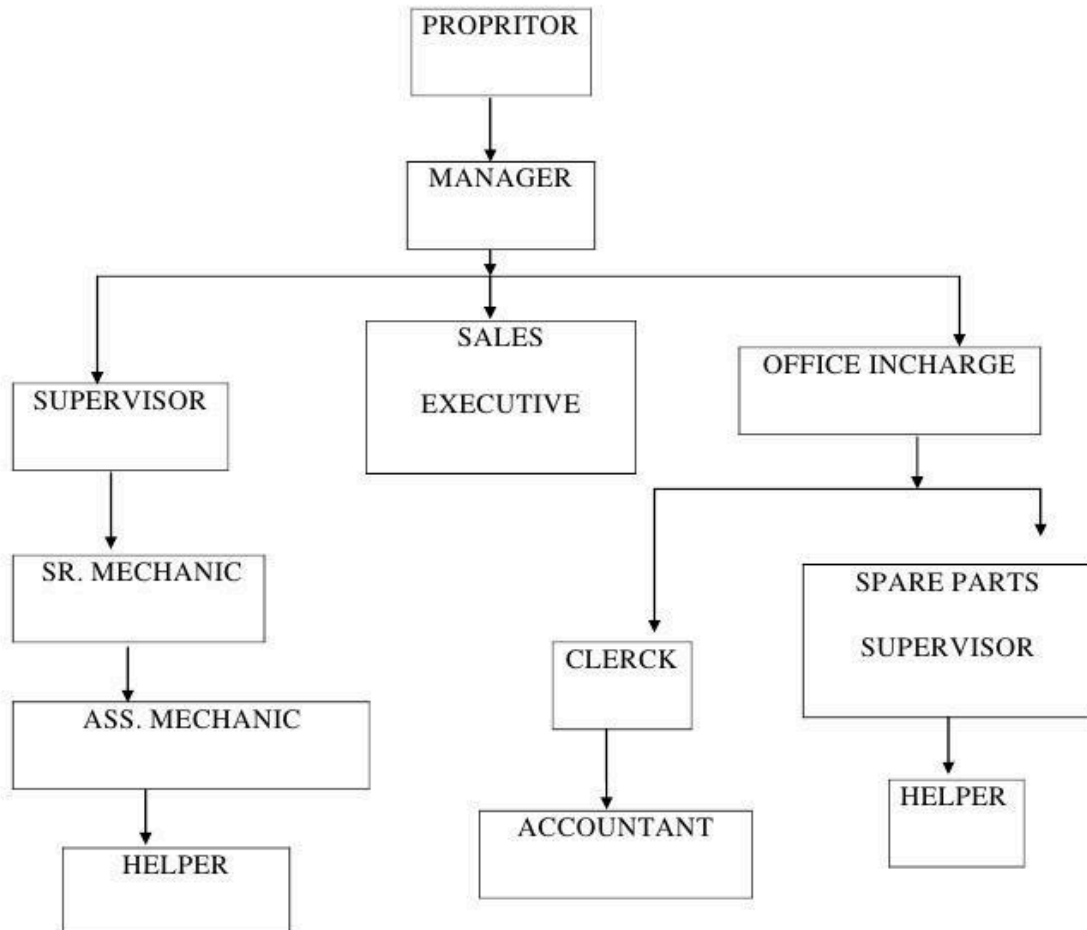 PROPRITOR
MANAGER
SALES
EXECUTIVE
OFFICE INCHARGE
SUPERVISOR
SR. MECHANIC
SPARE PARTS
SUPERVISOR
CLERCK
ASS. MECHANIC
HELPER
ACCOUNTANT
HELPER